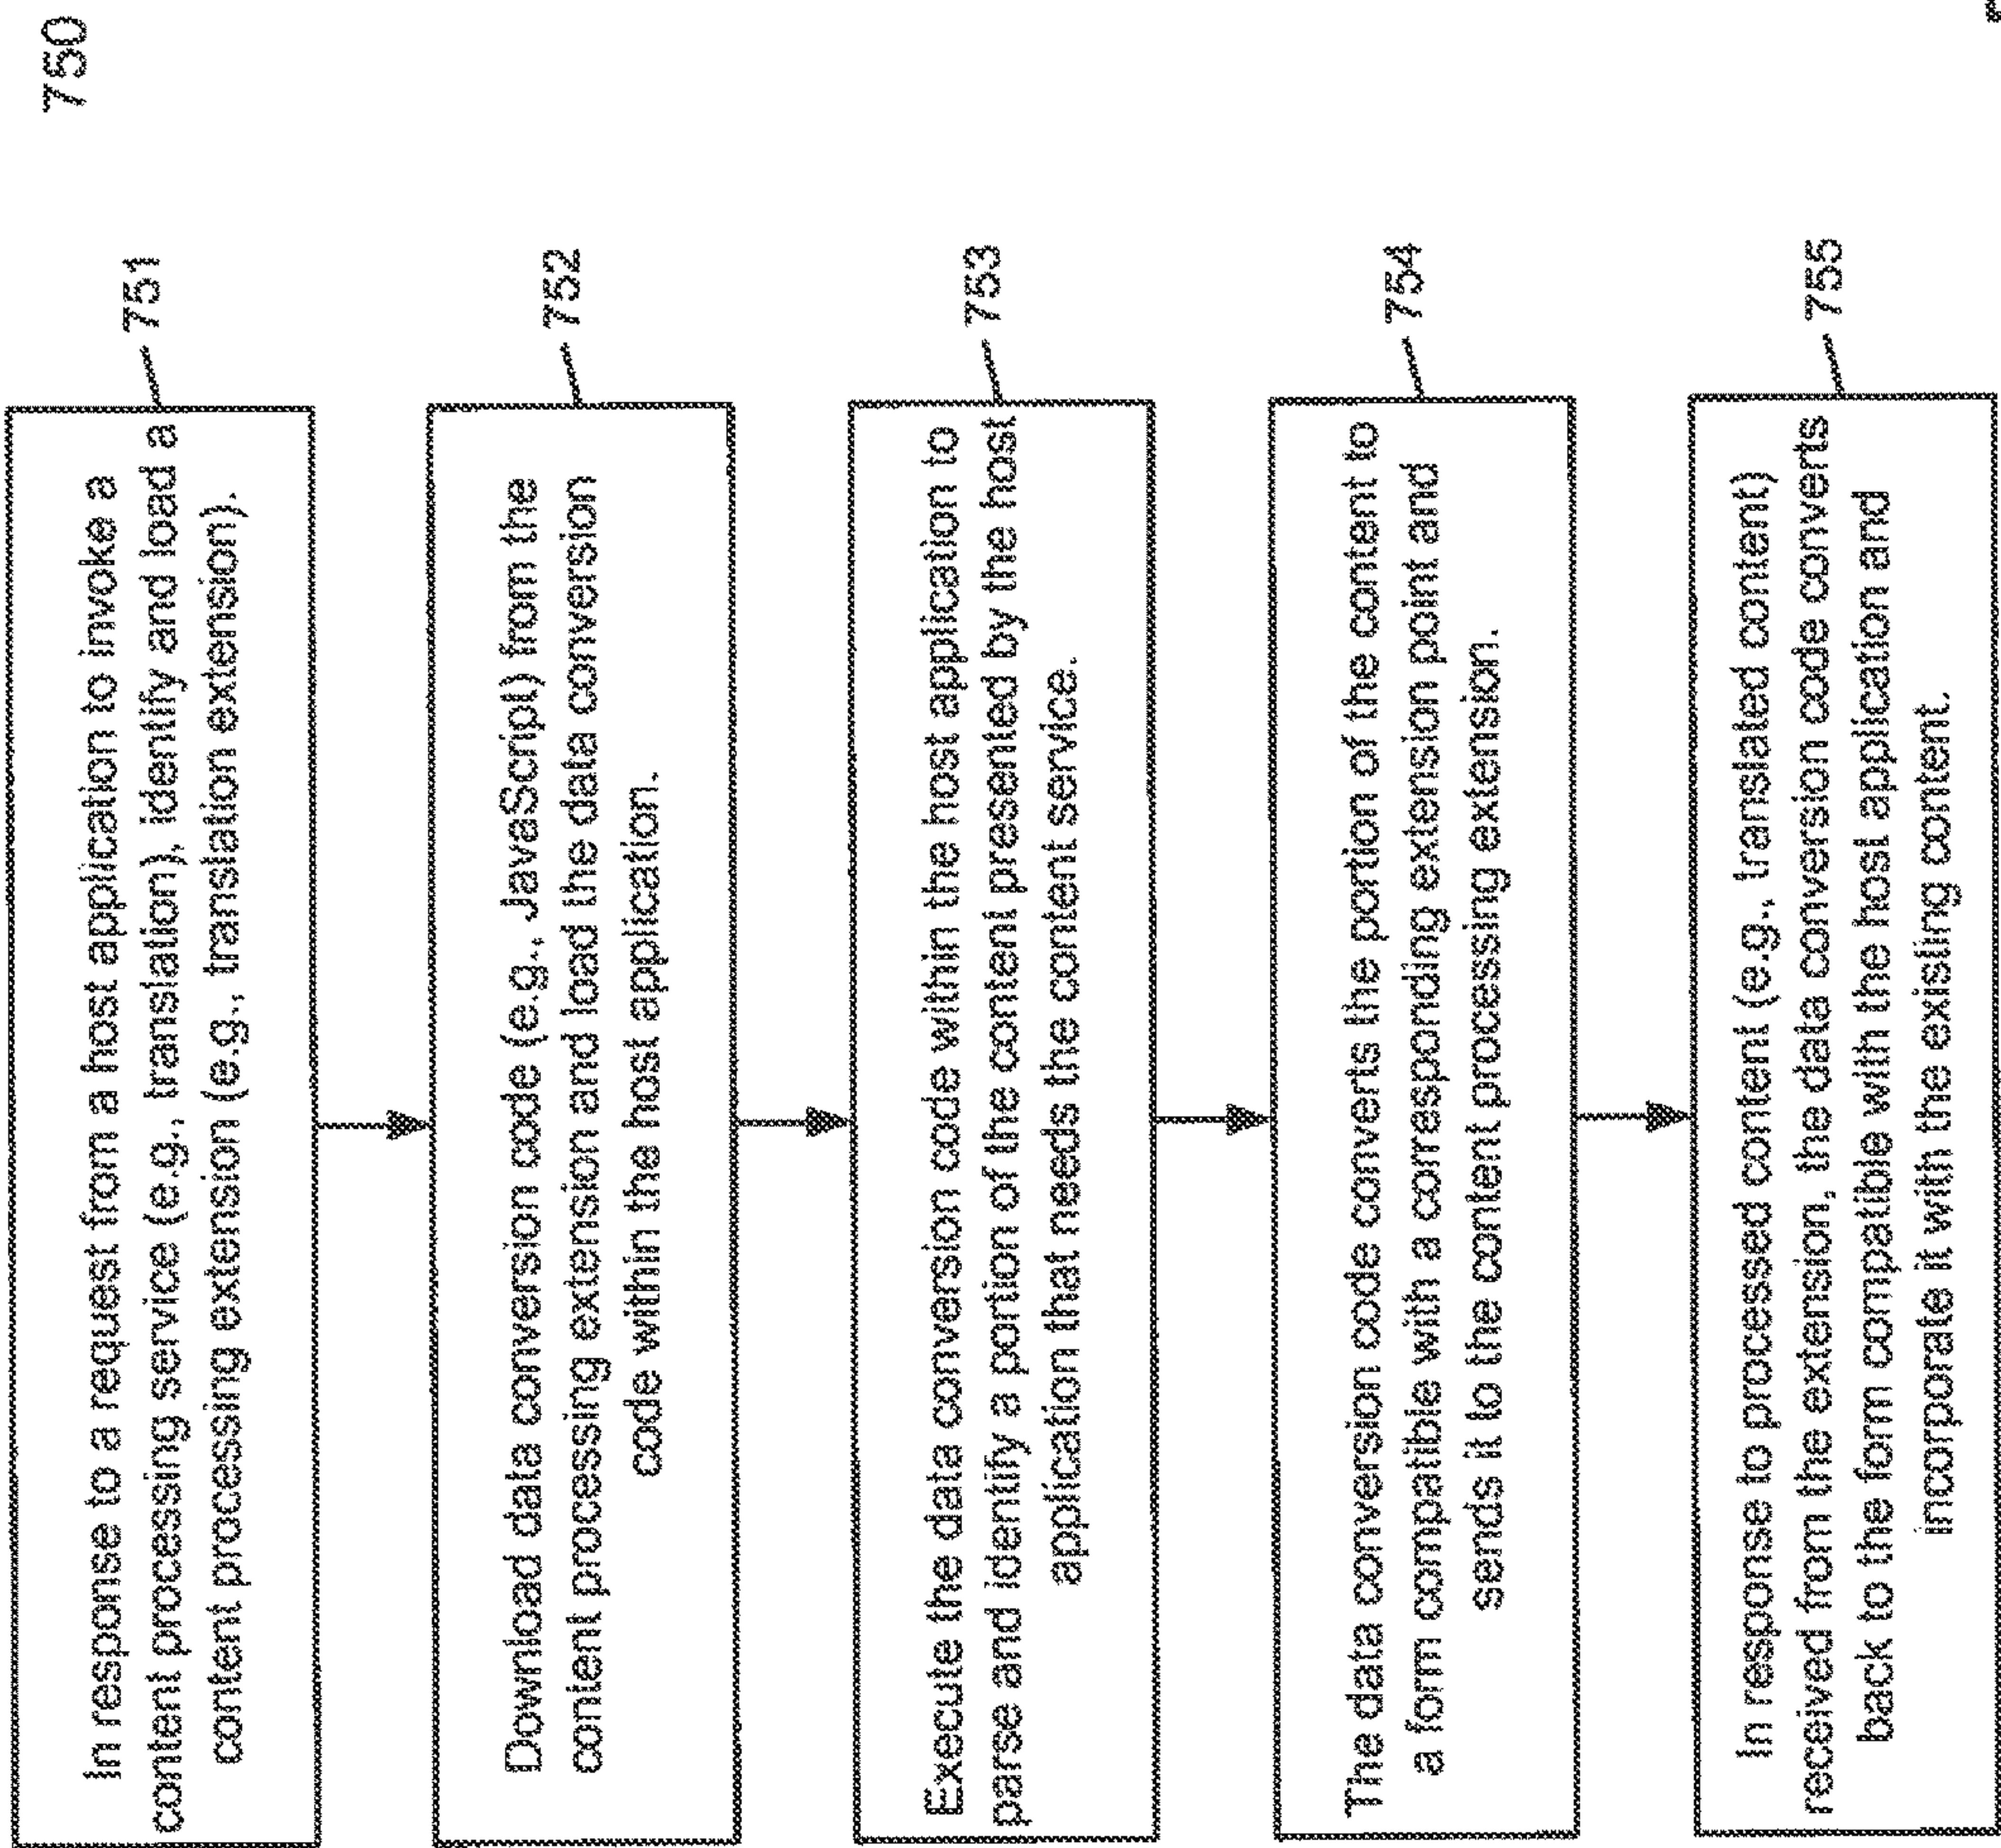 750
In response to a request from a host application to invoke a
content processing service (e.g., translation), identify and load a
content processing extension (e.g., translation extension).
751
Download data conversion code (e.g., JavaScript) from the
content processing extension and load the data conversion
code within the host application.
752
Execute the data conversion code within the host application to
parse and identify a portion of the content presented by the host
application that needs the content service.
753
The data conversion code converts the portion of the content to
a form compatible with a corresponding extension point and
sends it to the content processing extension.
754
In response to processed content (e.g., translated content)
received from the extension, the data conversion code converts
back to the form compatible with the host application and
incorporate it with the existing content.
755